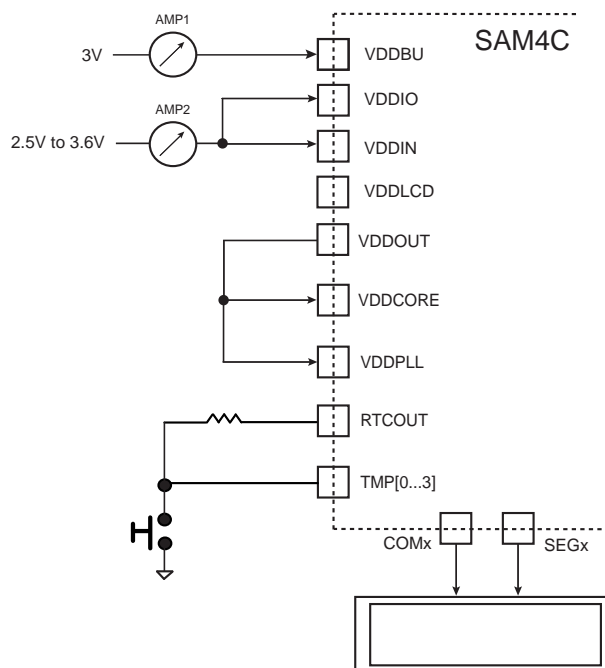 AMP1
SAM4C
3V
VDDBU
VDDIO
AMP2
2.5V to 3.6V
VDDIN
VDDLCD
VDDOUT
VDDCORE
VDDPLL
RTCOUT
TMP[0...3]
COMx
SEGx